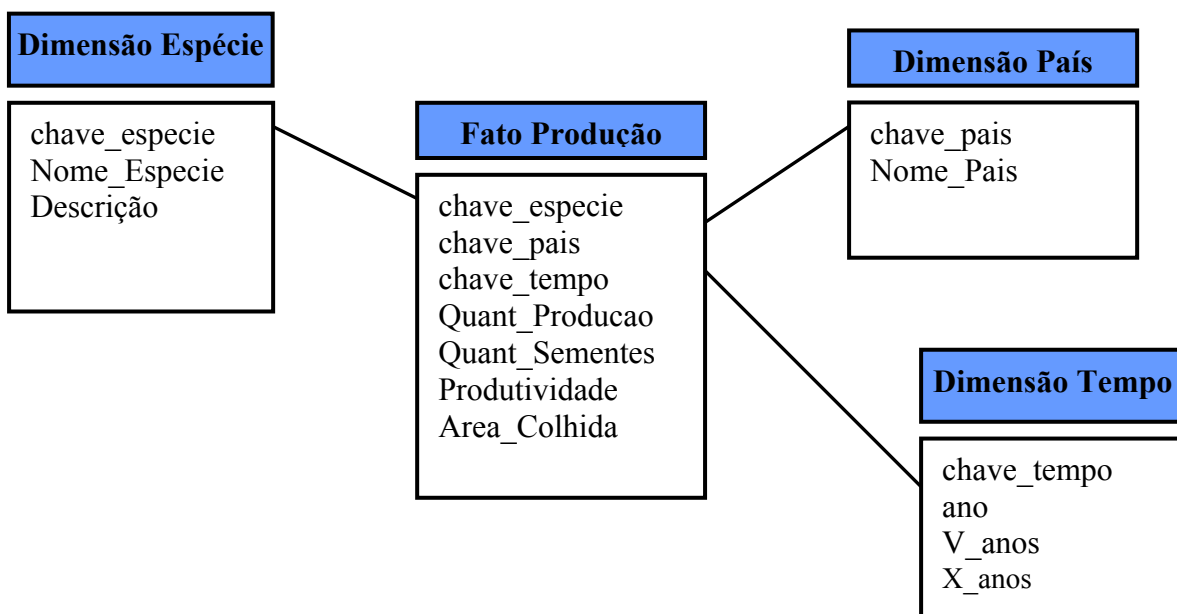 Dimensão Espécie
chave_especie
Nome_Especie
Descrição
Fato Produção
chave_especie
chave_pais
chave_tempo
Quant_Producao
Quant_Sementes
Produtividade
Area_Colhida
Dimensão País
chave_pais
Nome_Pais
Dimensão Tempo
chave_tempo
ano
V_anos
X_anos